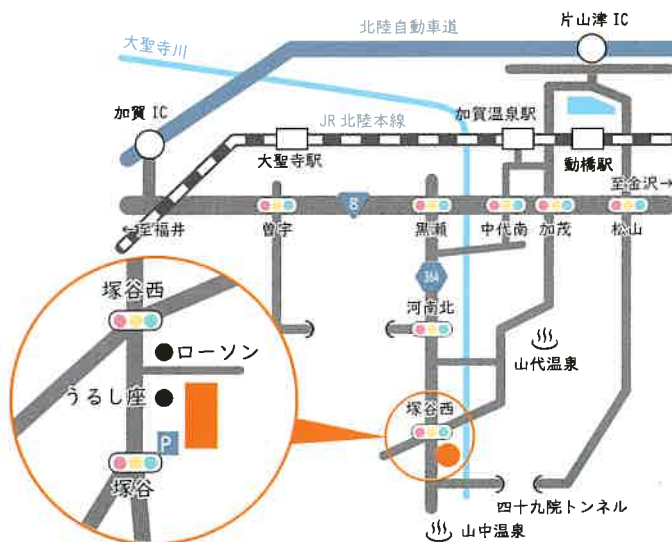 片山津 IC
北陸自動車道
大聖寺川
加賀 IC
JR 北陸本線
加賀温泉駅
大聖寺駅
動橋駅
至金沢→
8
←至福井
曽宇
黒瀬
中代南
加茂
松山
364
河南北
塚谷西
ローソン
うるし座
P
塚谷
山代温泉
塚谷西
四十九院トンネル
山中温泉